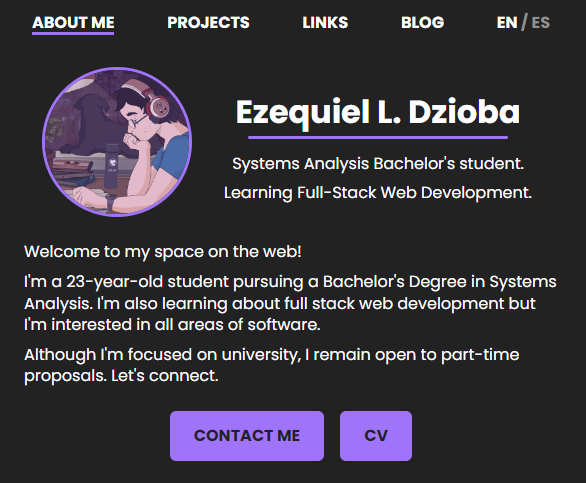 ABOUT ME PROJECTS LINKS BLOG EN / ES
Ezequiel L. Dzioba
Systems Analysis Bachelor's student.
Learning Full-Stack Web Development.
Welcome to my space on the web!
I'm a 23-year-old student pursuing a Bachelor's Degree in Systems
Analysis. I'm also learning about full stack web development but
I'm interested in all areas of software.
Although I'm focused on university, I remain open to part-time
proposals. Let's connect.
CONTACT ME CV